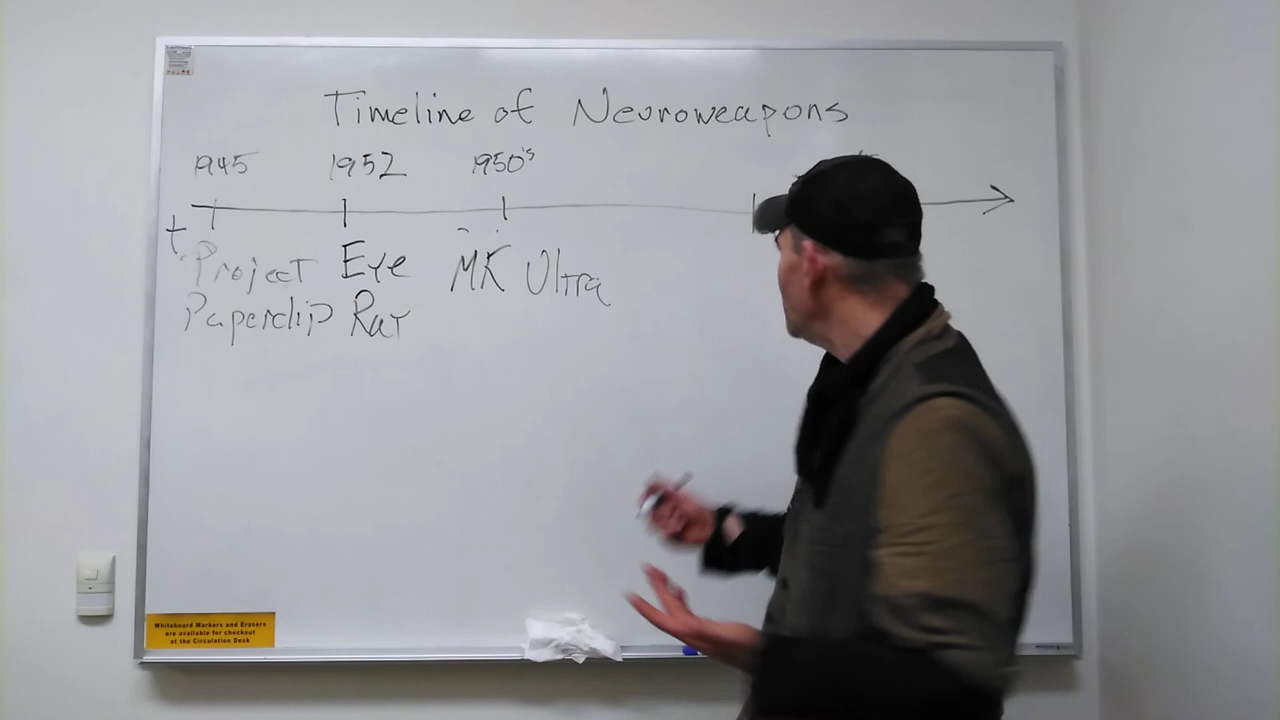 Timeline of Neuroweapons
1945 1952 1950's
t
Project Eye MK Ultra
Paperclip Ray
Whiteboard Markers and Erasers
are available for checkout
at the Circulation Desk